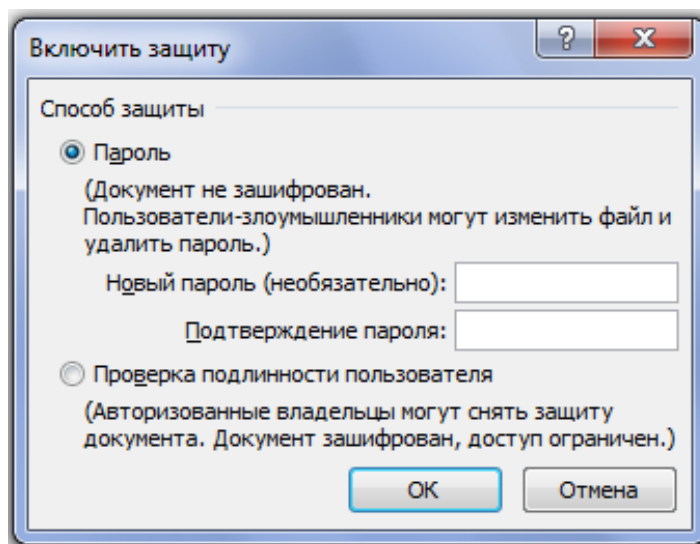 Включить защиту
Способ защиты
Пароль
(Документ не зашифрован.
Пользователи-злоумышленники могут изменить файл и
удалить пароль.)
Новый пароль (необязательно):
Подтверждение пароля:
Проверка подлинности пользователя
(Авторизованные владельцы могут снять защиту
документа. Документ зашифрован, доступ ограничен.)
ОК Отмена